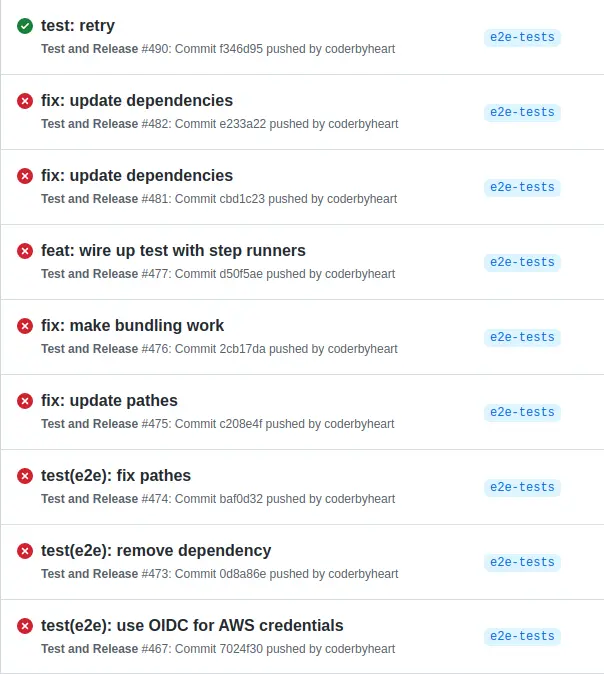 test: retry
e2e-tests
Test and Release #490: Commit f346d95 pushed by coderbyheart
fix: update dependencies
e2e-tests
Test and Release #482: Commit e233a22 pushed by coderbyheart
fix: update dependencies
e2e-tests
Test and Release #481: Commit cbd1c23 pushed by coderbyheart
feat: wire up test with step runners
e2e-tests
Test and Release #477: Commit d50f5ae pushed by coderbyheart
fix: make bundling work
e2e-tests
Test and Release #476: Commit 2cb17da pushed by coderbyheart
fix: update pathes
e2e-tests
Test and Release #475: Commit c208e4f pushed by coderbyheart
test(e2e): fix pathes
e2e-tests
Test and Release #474: Commit baf0d32 pushed by coderbyheart
test(e2e): remove dependency
e2e-tests
Test and Release #473: Commit 0d8a86e pushed by coderbyheart
test(e2e): use OIDC for AWS credentials
e2e-tests
Test and Release #467: Commit 7024f30 pushed by coderbyheart